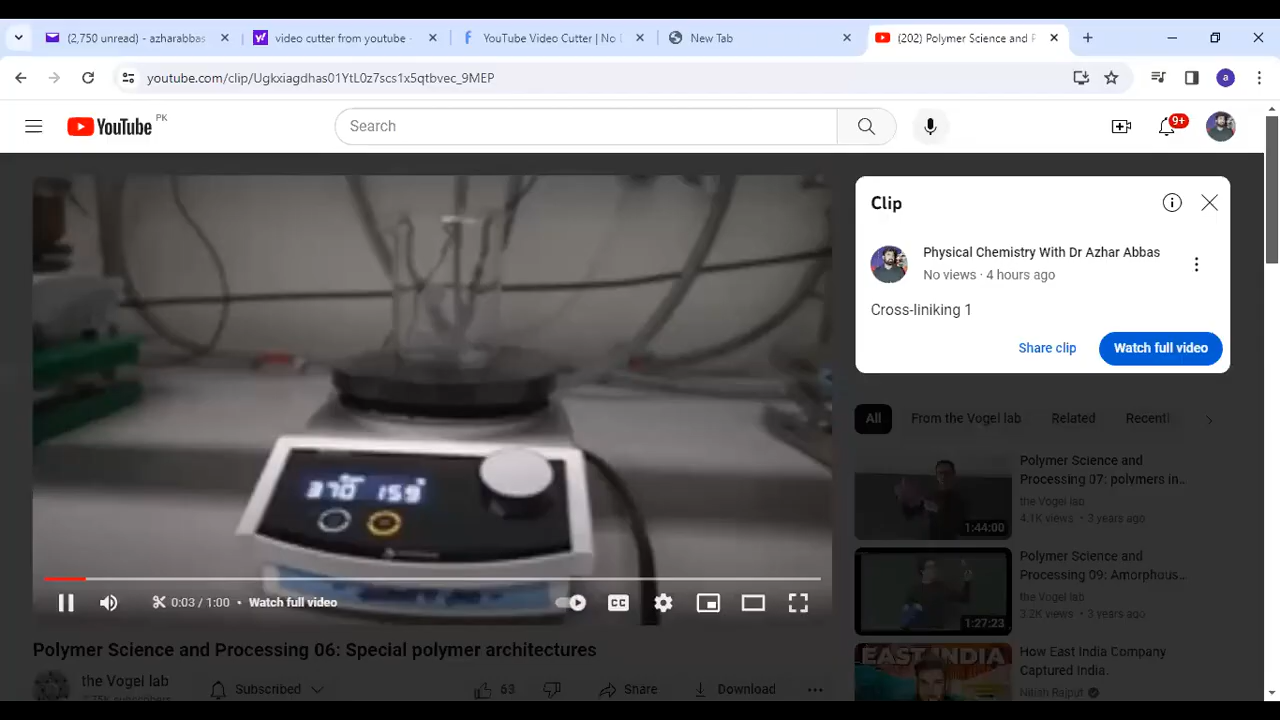 (2,750 unread) - azharabbas
video cutter from youtube -
YouTube Video Cutter | No L
New Tab
(202) Polymer Science and P
youtube.com/clip/Ugkxiagdhas01YtL0z7scs1x5qtbvec_9MEP
a
YouTube PK
Search
9+
Clip
Physical Chemistry With Dr Azhar Abbas
No views · 4 hours ago
Cross-liniking 1
Share clip
Watch full video
370 159
All
From the Vogel lab
Related
Recentl
Polymer Science and
Processing 07: polymers in...
the Vogel lab
4.1K views • 3 years ago
1:44:00
Polymer Science and
Processing 09: Amorphous...
the Vogel lab
3.2K views • 3 years ago
1:27:23
EAST INDIA
How East India Company
Captured India.
Nitish Rajput
0:03 / 1:00 • Watch full video
CC
Polymer Science and Processing 06: Special polymer architectures
the Vogel lab
Subscribed
63
Share
Download